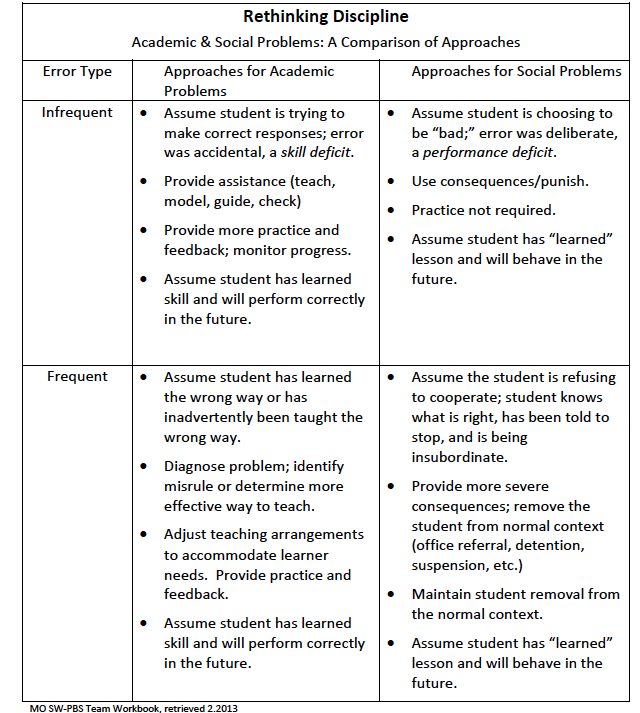 Rethinking Discipline
Academic & Social Problems: A Comparison of Approaches
Error Type
Approaches for Academic
Problems
Approaches for Social Problems
Infrequent
• Assume student is trying to
make correct responses; error
was accidental, a skill deficit.
• Provide assistance (teach,
model, guide, check)
• Provide more practice and
feedback; monitor progress.
• Assume student has learned
skill and will perform correctly
in the future.
• Assume student is choosing to
be “bad;” error was deliberate,
a performance deficit.
• Use consequences/punish.
• Practice not required.
• Assume student has “learned”
lesson and will behave in the
future.
Frequent
• Assume student has learned
the wrong way or has
inadvertently been taught the
wrong way.
• Diagnose problem; identify
misrule or determine more
effective way to teach.
• Adjust teaching arrangements
to accommodate learner
needs.  Provide practice and
feedback.
• Assume student has learned
skill and will perform correctly
in the future.
• Assume the student is refusing
to cooperate; student knows
what is right, has been told to
stop, and is being
insubordinate.
• Provide more severe
consequences; remove the
student from normal context
(office referral, detention,
suspension, etc.)
• Maintain student removal from
the normal context.
• Assume student has “learned”
lesson and will behave in the
future.
MO SW-PBS Team Workbook, retrieved 2.2013